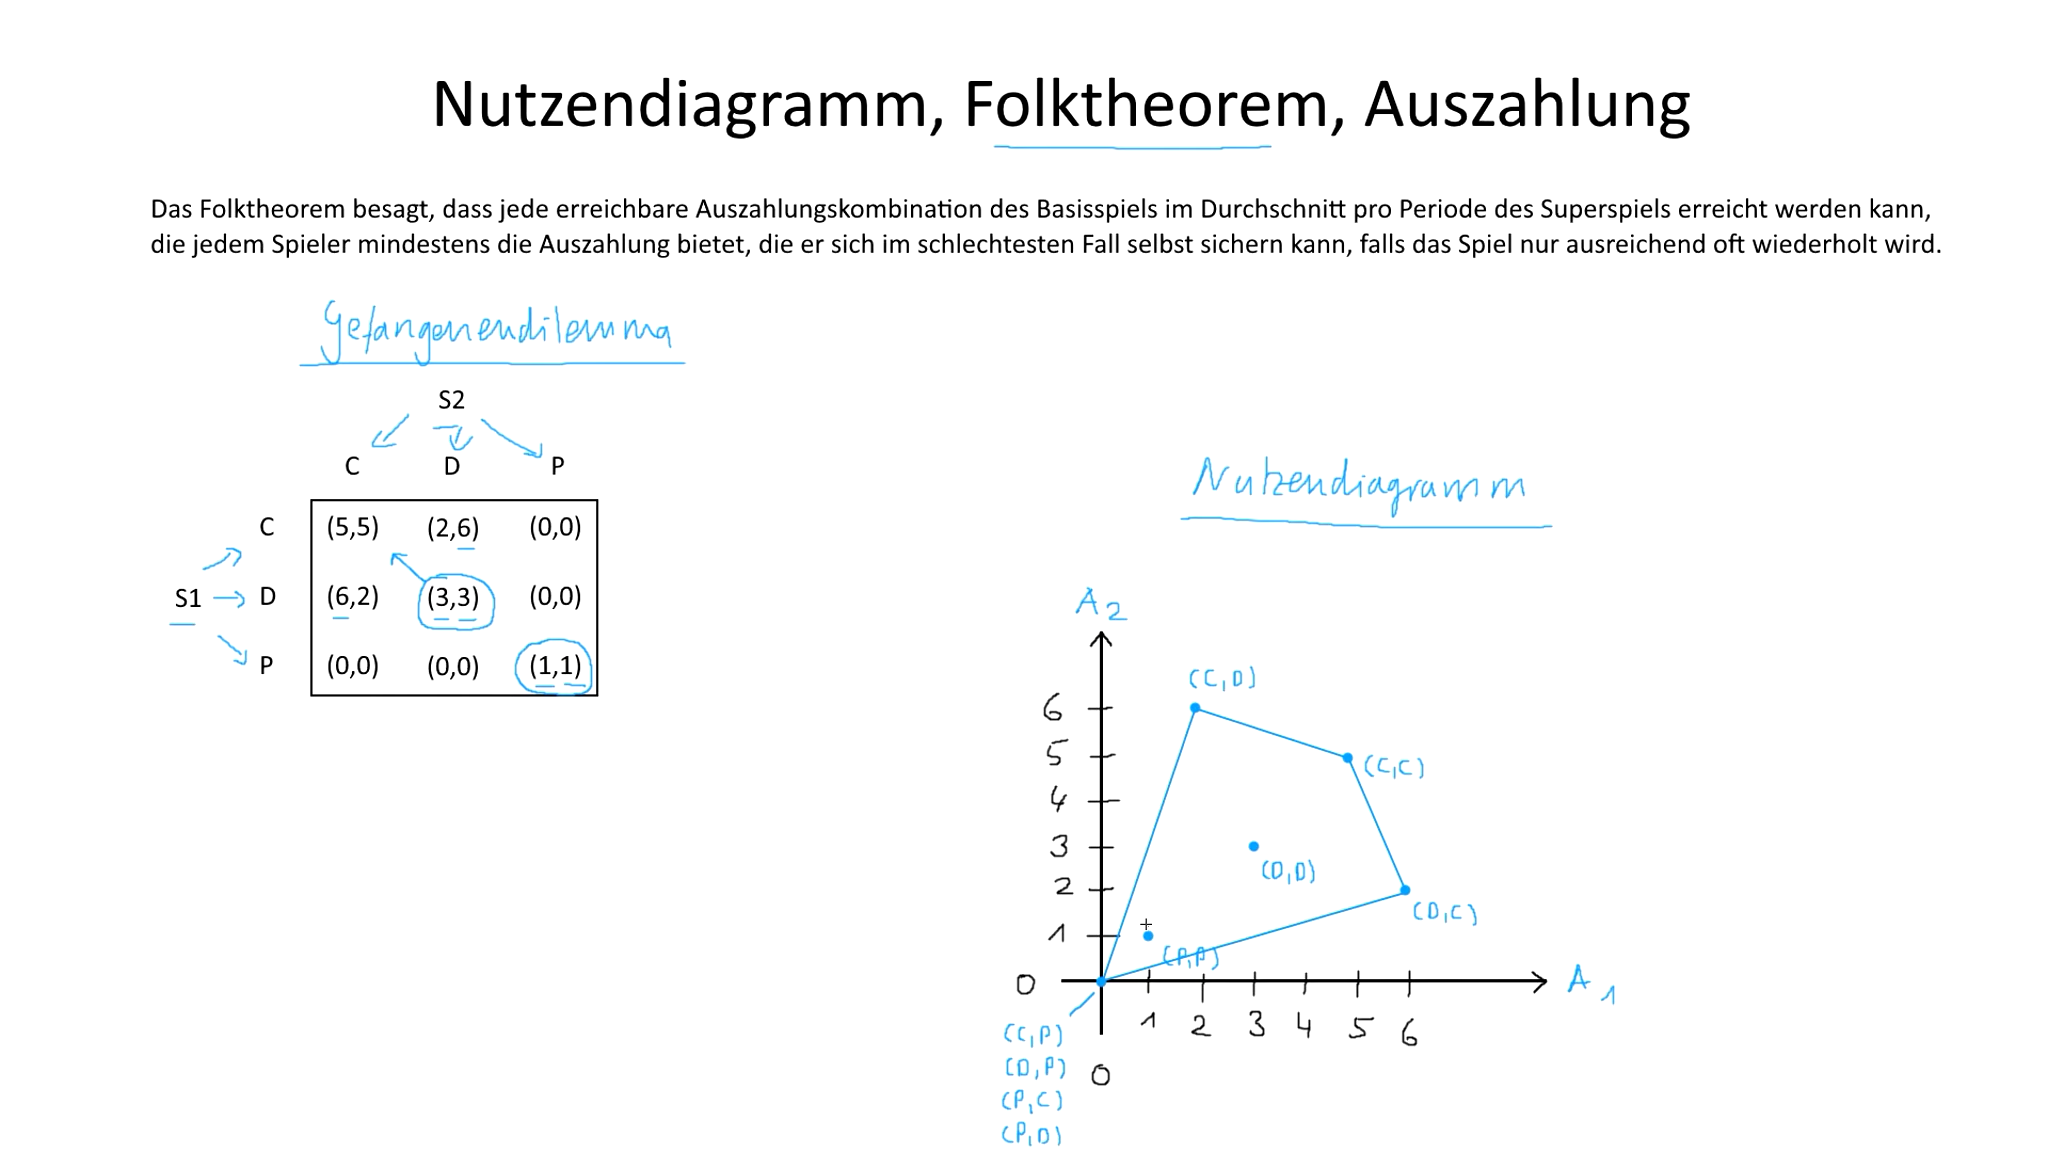 Nutzendiagramm, Folktheorem, Auszahlung
Das Folktheorem besagt, dass jede erreichbare Auszahlungskombination des Basisspiels im Durchschnitt pro Periode des Superspiels erreicht werden kann,
die jedem Spieler mindestens die Auszahlung bietet, die er sich im schlechtesten Fall selbst sichern kann, falls das Spiel nur ausreichend oft wiederholt wird.
Gefangenendilemma
S2
C D P
C (5,5) (2,6) (0,0)
S1 D (6,2) (3,3) (0,0)
P (0,0) (0,0) (1,1)
Nutzendiagramm
A2
(C,D)
6
5
(C,C)
4
3
(D,D)
2
(D,C)
1
(P,P)
0
A1
1 2 3 4 5 6
(C,P)
(D,P)
0
(P,C)
(P,D)